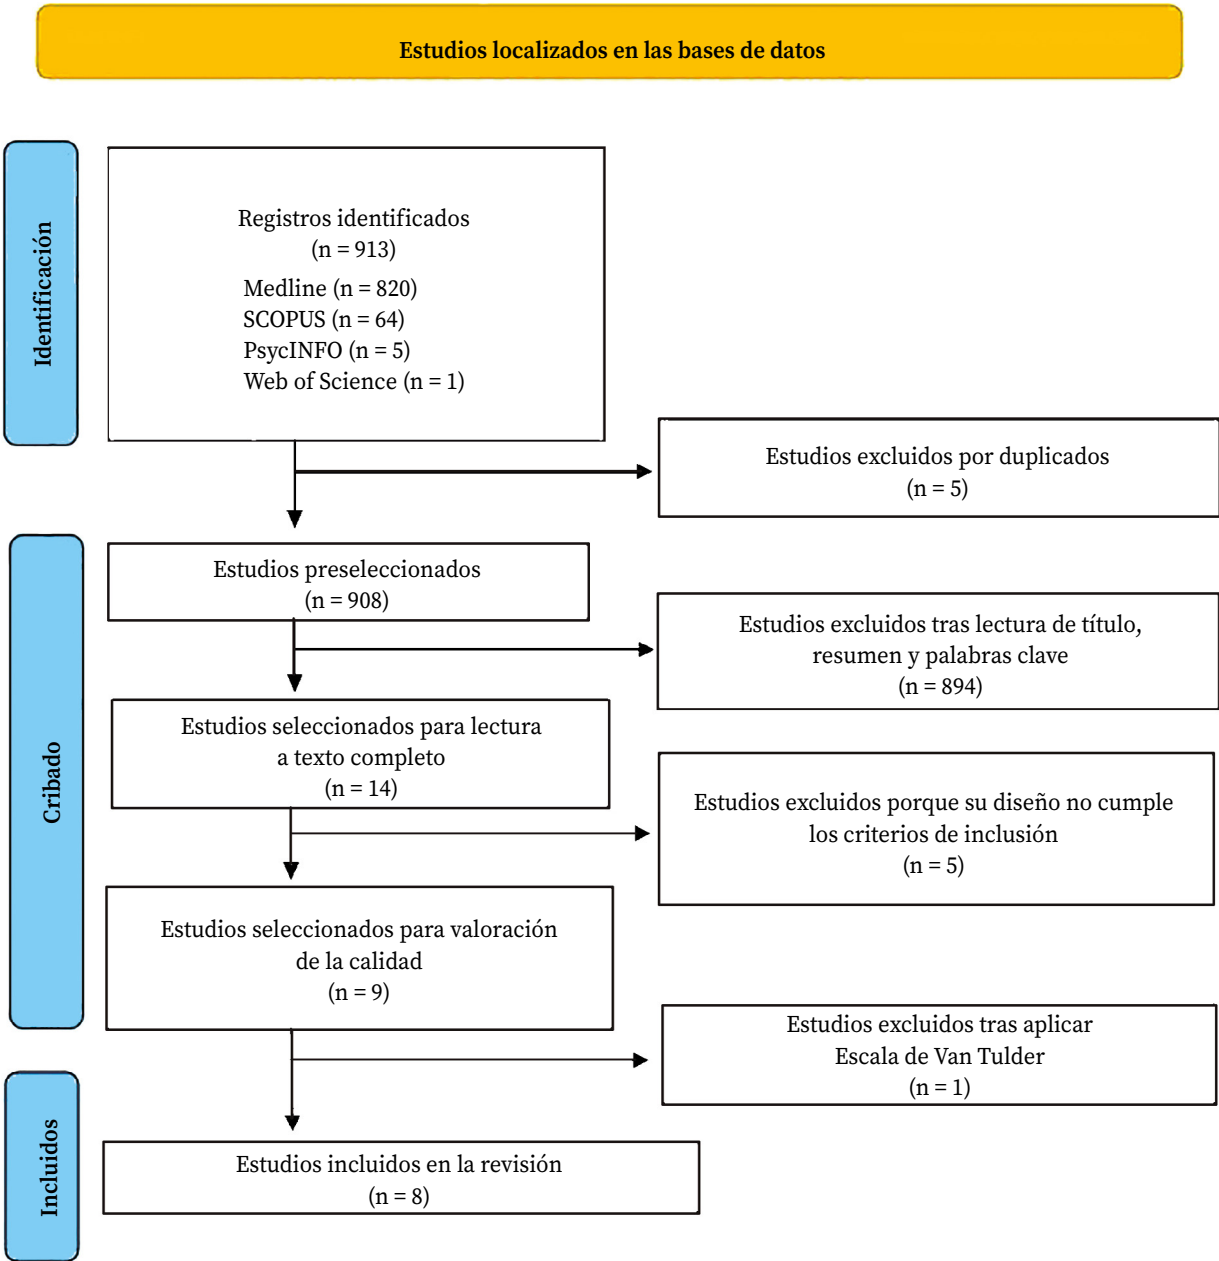 Estudios localizados en las bases de datos
Identificación
Registros identificados
(n = 913)
Medline (n = 820)
SCOPUS (n = 64)
PsycINFO (n = 5)
Web of Science (n = 1)
Estudios excluidos por duplicados
(n = 5)
Cribado
Estudios preseleccionados
(n = 908)
Estudios excluidos tras lectura de título,
resumen y palabras clave
(n = 894)
Estudios seleccionados para lectura
a texto completo
(n = 14)
Estudios excluidos porque su diseño no cumple
los criterios de inclusión
(n = 5)
Estudios seleccionados para valoración
de la calidad
(n = 9)
Estudios excluidos tras aplicar
Escala de Van Tulder
(n = 1)
Incluidos
Estudios incluidos en la revisión
(n = 8)